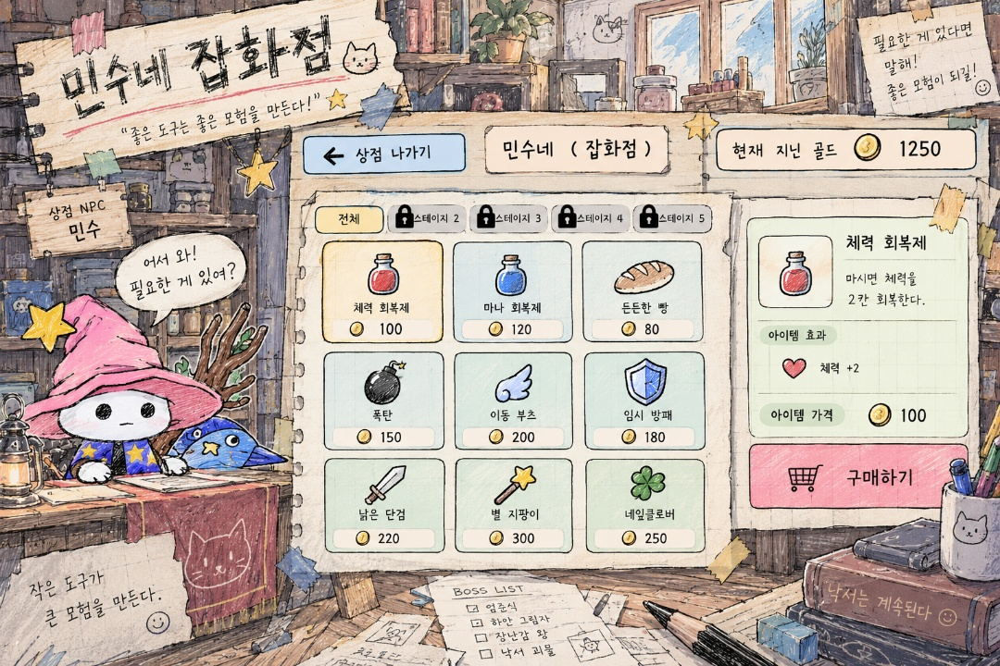 민수네 잡화점
"좋은 도구는 좋은 모험을 만든다!"
필요한 게 있다면
말해!
좋은 모험이 되길!
상점 나가기
민수네 (잡화점)
현재 지닌 골드 1250
상점 NPC
민수
어서 와!
필요한 게 있여?
전체
스테이지 2
스테이지 3
스테이지 4
스테이지 5
체력 회복제
100
마나 회복제
120
든든한 빵
80
폭탄
150
이동 부츠
200
임시 방패
180
낡은 단검
220
별 지팡이
300
네잎클로버
250
체력 회복제
마시면 체력을
2칸 회복한다.
아이템 효과
체력 +2
아이템 가격 100
구매하기
작은 도구가
큰 모험을 만든다.
BOSS LIST
엄준식
하얀 그림자
장난감 왕
낙서 괴물
낙서는 계속된다